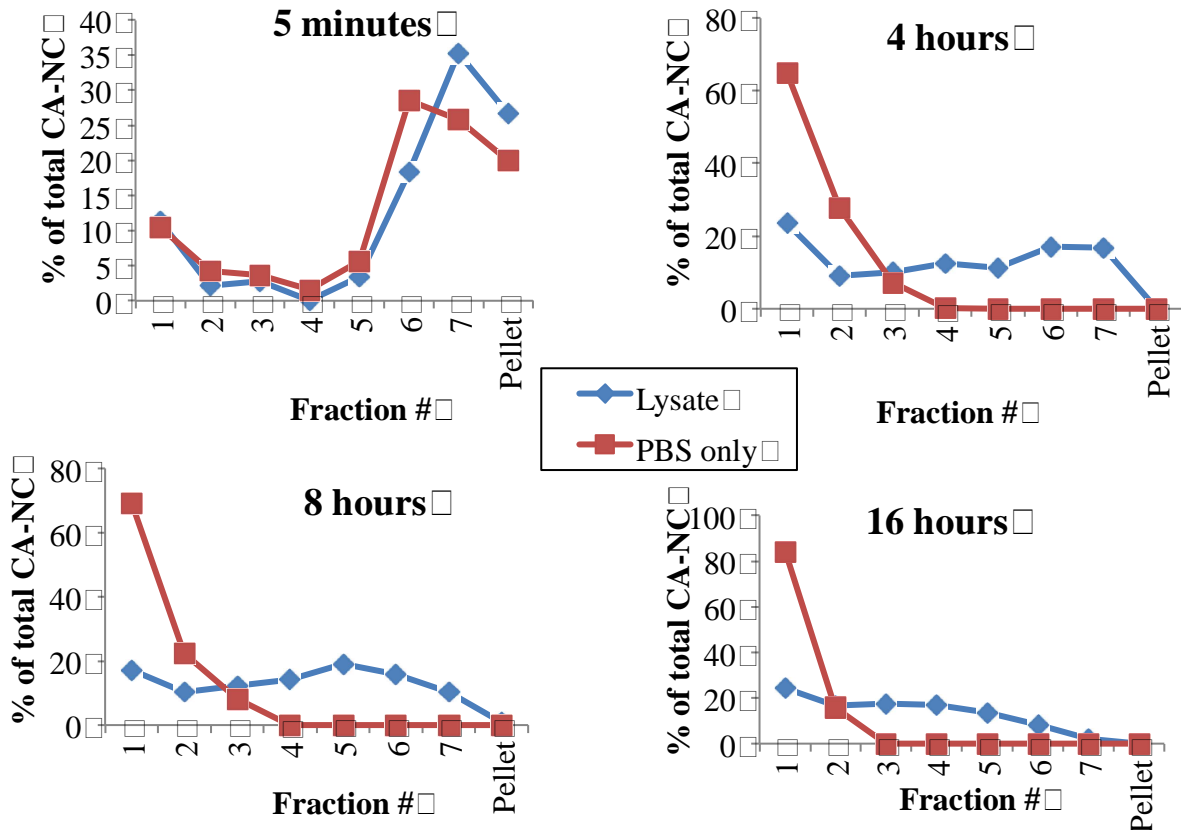 5 minutes□
% of total CA-NC□
40□
35□
30□
25□
20□
15□
10□
5□
0□
1 2 3 4 5 6 7 Pellet
Fraction #□
4 hours□
% of total CA-NC□
80□
60□
40□
20□
0□
1 2 3 4 5 6 7 Pellet
Fraction #□
Lysate□
PBS only□
8 hours□
% of total CA-NC□
80□
60□
40□
20□
0□
1 2 3 4 5 6 7 Pellet
Fraction #□
16 hours□
% of total CA-NC□
100□
80□
60□
40□
20□
0□
1 2 3 4 5 6 7 Pellet
Fraction #□